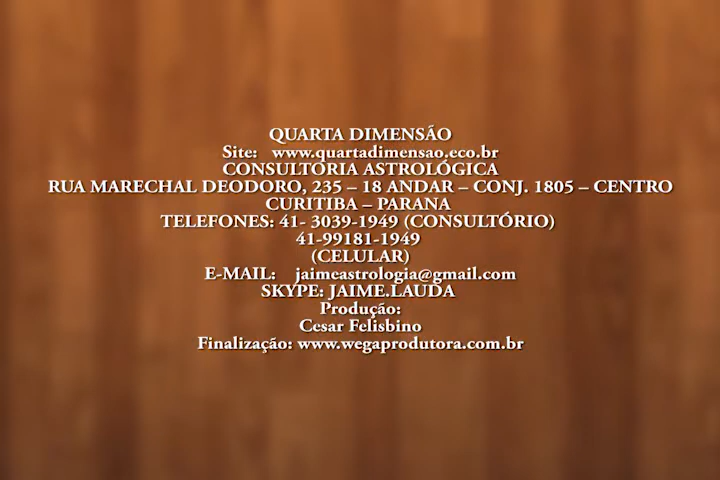 QUARTA DIMENSÃO
Site: www.quartadimensao.eco.br
CONSULTORIA ASTROLÓGICA
RUA MARECHAL DEODORO, 235 – 18 ANDAR – CONJ. 1805 – CENTRO
CURITIBA – PARANA
TELEFONES: 41- 3039-1949 (CONSULTÓRIO)
41-99181-1949
(CELULAR)
E-MAIL: jaimeastrologia@gmail.com
SKYPE: JAIME.LAUDA
Produção:
Cesar Felisbino
Finalização: www.wegaprodutora.com.br